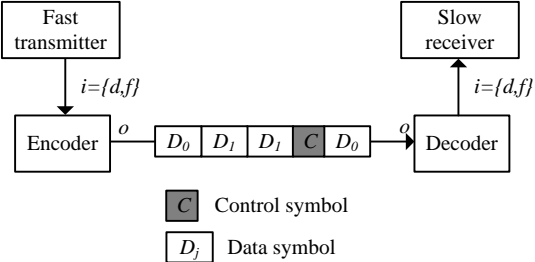 Fast
transmitter
Slow
receiver
i={d,f}
i={d,f}
Encoder
o
D0 D1 D1 C D0
o
Decoder
C Control symbol
Dj Data symbol